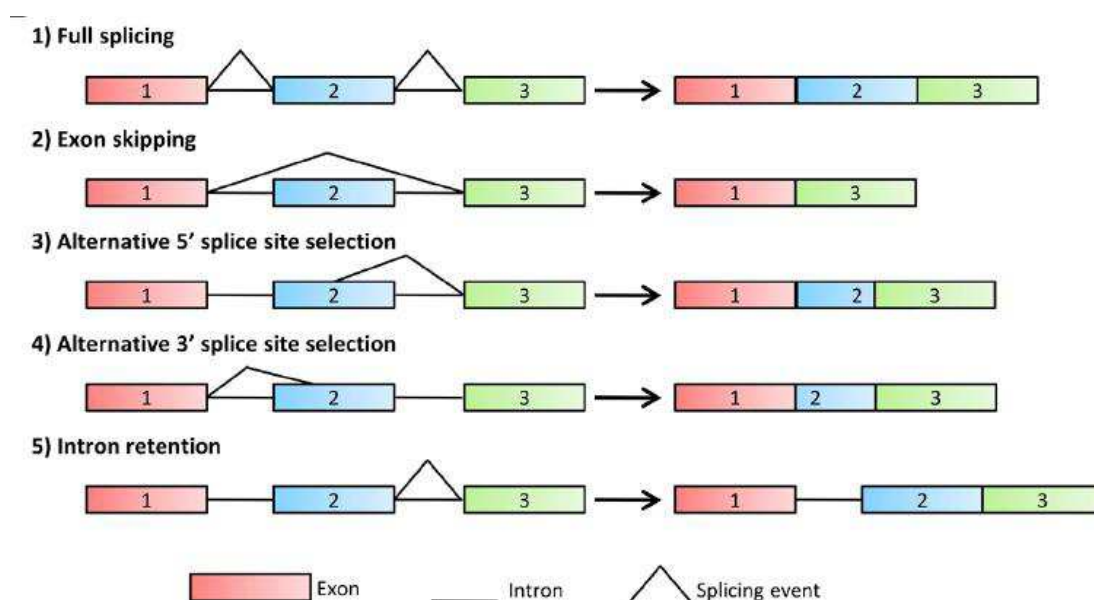 1) Full splicing
1 2 3 1 2 3
2) Exon skipping
1 2 3 1 3
3) Alternative 5' splice site selection
1 2 3 1 2 3
4) Alternative 3' splice site selection
1 2 3 1 2 3
5) Intron retention
1 2 3 1 2 3
Exon Intron Splicing event